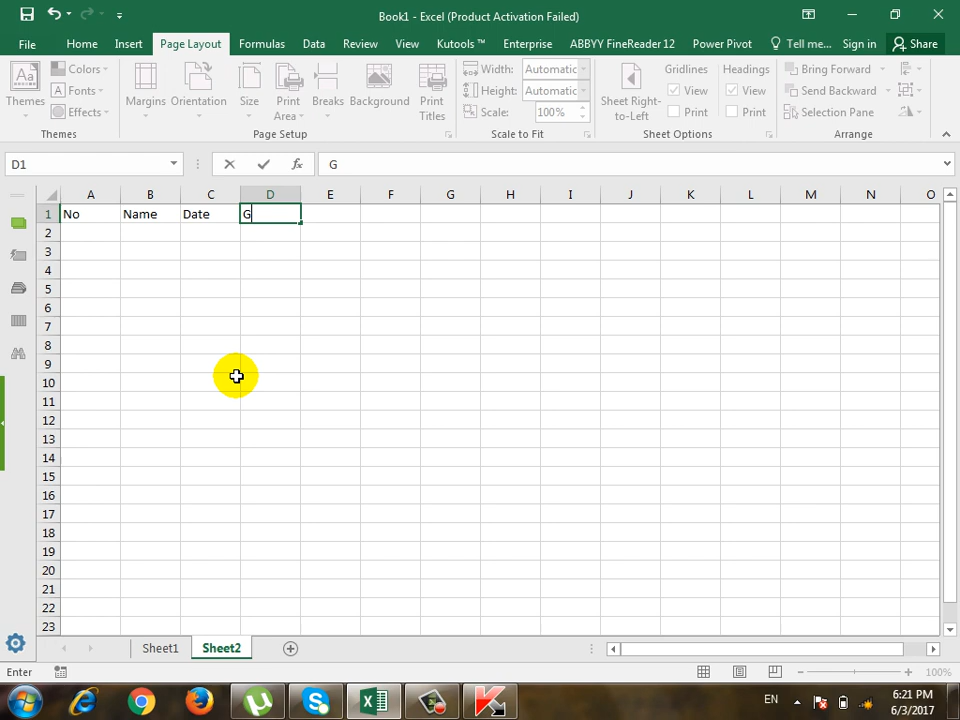 Book1 - Excel (Product Activation Failed)
File Home Insert Page Layout Formulas Data Review View Kutools ™ Enterprise ABBYY FineReader 12 Power Pivot Tell me... Sign in Share
Aa Colors Width: Automatic Gridlines Headings Bring Forward
Themes Fonts Margins Orientation Size Print Area Breaks Background Print Titles Height: Automatic Sheet Right-to-Left View View Send Backward
Effects Scale: 100% Print Print Selection Pane
Themes Page Setup Scale to Fit Sheet Options Arrange
D1 fx G
A B C D E F G H I J K L M N O
1 No Name Date G
2
3
4
5
6
7
8
9
10
11
12
13
14
15
16
17
18
19
20
21
22
23
Sheet1 Sheet2
Enter 100%
EN 6:21 PM
6/3/2017